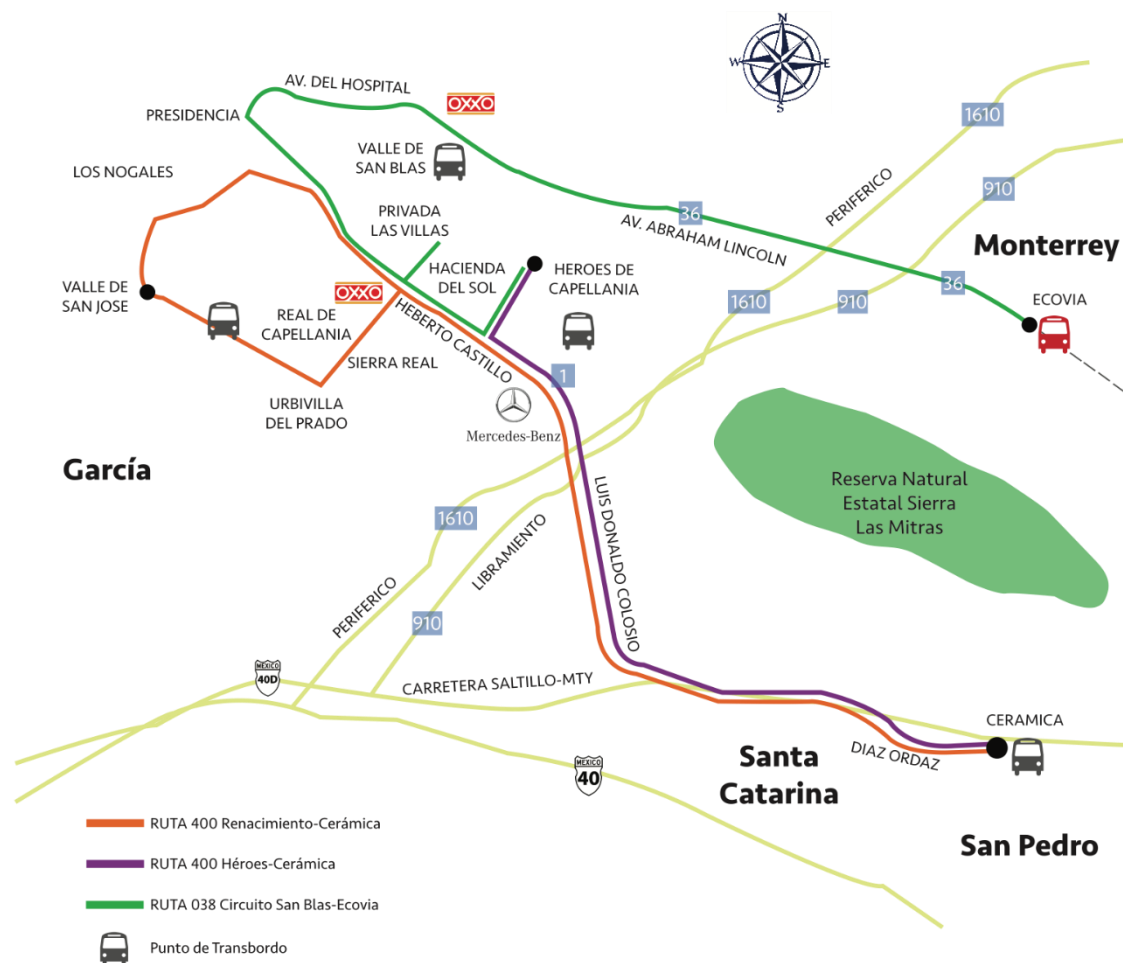 N
W
E
S
AV. DEL HOSPITAL
OXXO
PRESIDENCIA
1610
VALLE DE
SAN BLAS
LOS NOGALES
910
PERIFERICO
PRIVADA
LAS VILLAS
36
AV. ABRAHAM LINCOLN
Monterrey
HACIENDA
DEL SOL
HEROES DE
CAPELLANIA
VALLE DE
SAN JOSE
OXXO
36
ECOVIA
1610
910
REAL DE
CAPELLANIA
HEBERTO CASTILLO
SIERRA REAL
1
URBIVILLA
DEL PRADO
Mercedes-Benz
García
LUIS DONALDO COLOSIO
Reserva Natural
Estatal Sierra
Las Mitras
1610
LIBRAMIENTO
PERIFERICO
910
MEXICO
40D
CARRETERA SALTILLO-MTY
CERAMICA
DIAZ ORDAZ
Santa
Catarina
MEXICO
40
San Pedro
RUTA 400 Renacimiento-Cerámica
RUTA 400 Héroes-Cerámica
RUTA 038 Circuito San Blas-Ecovia
Punto de Transbordo